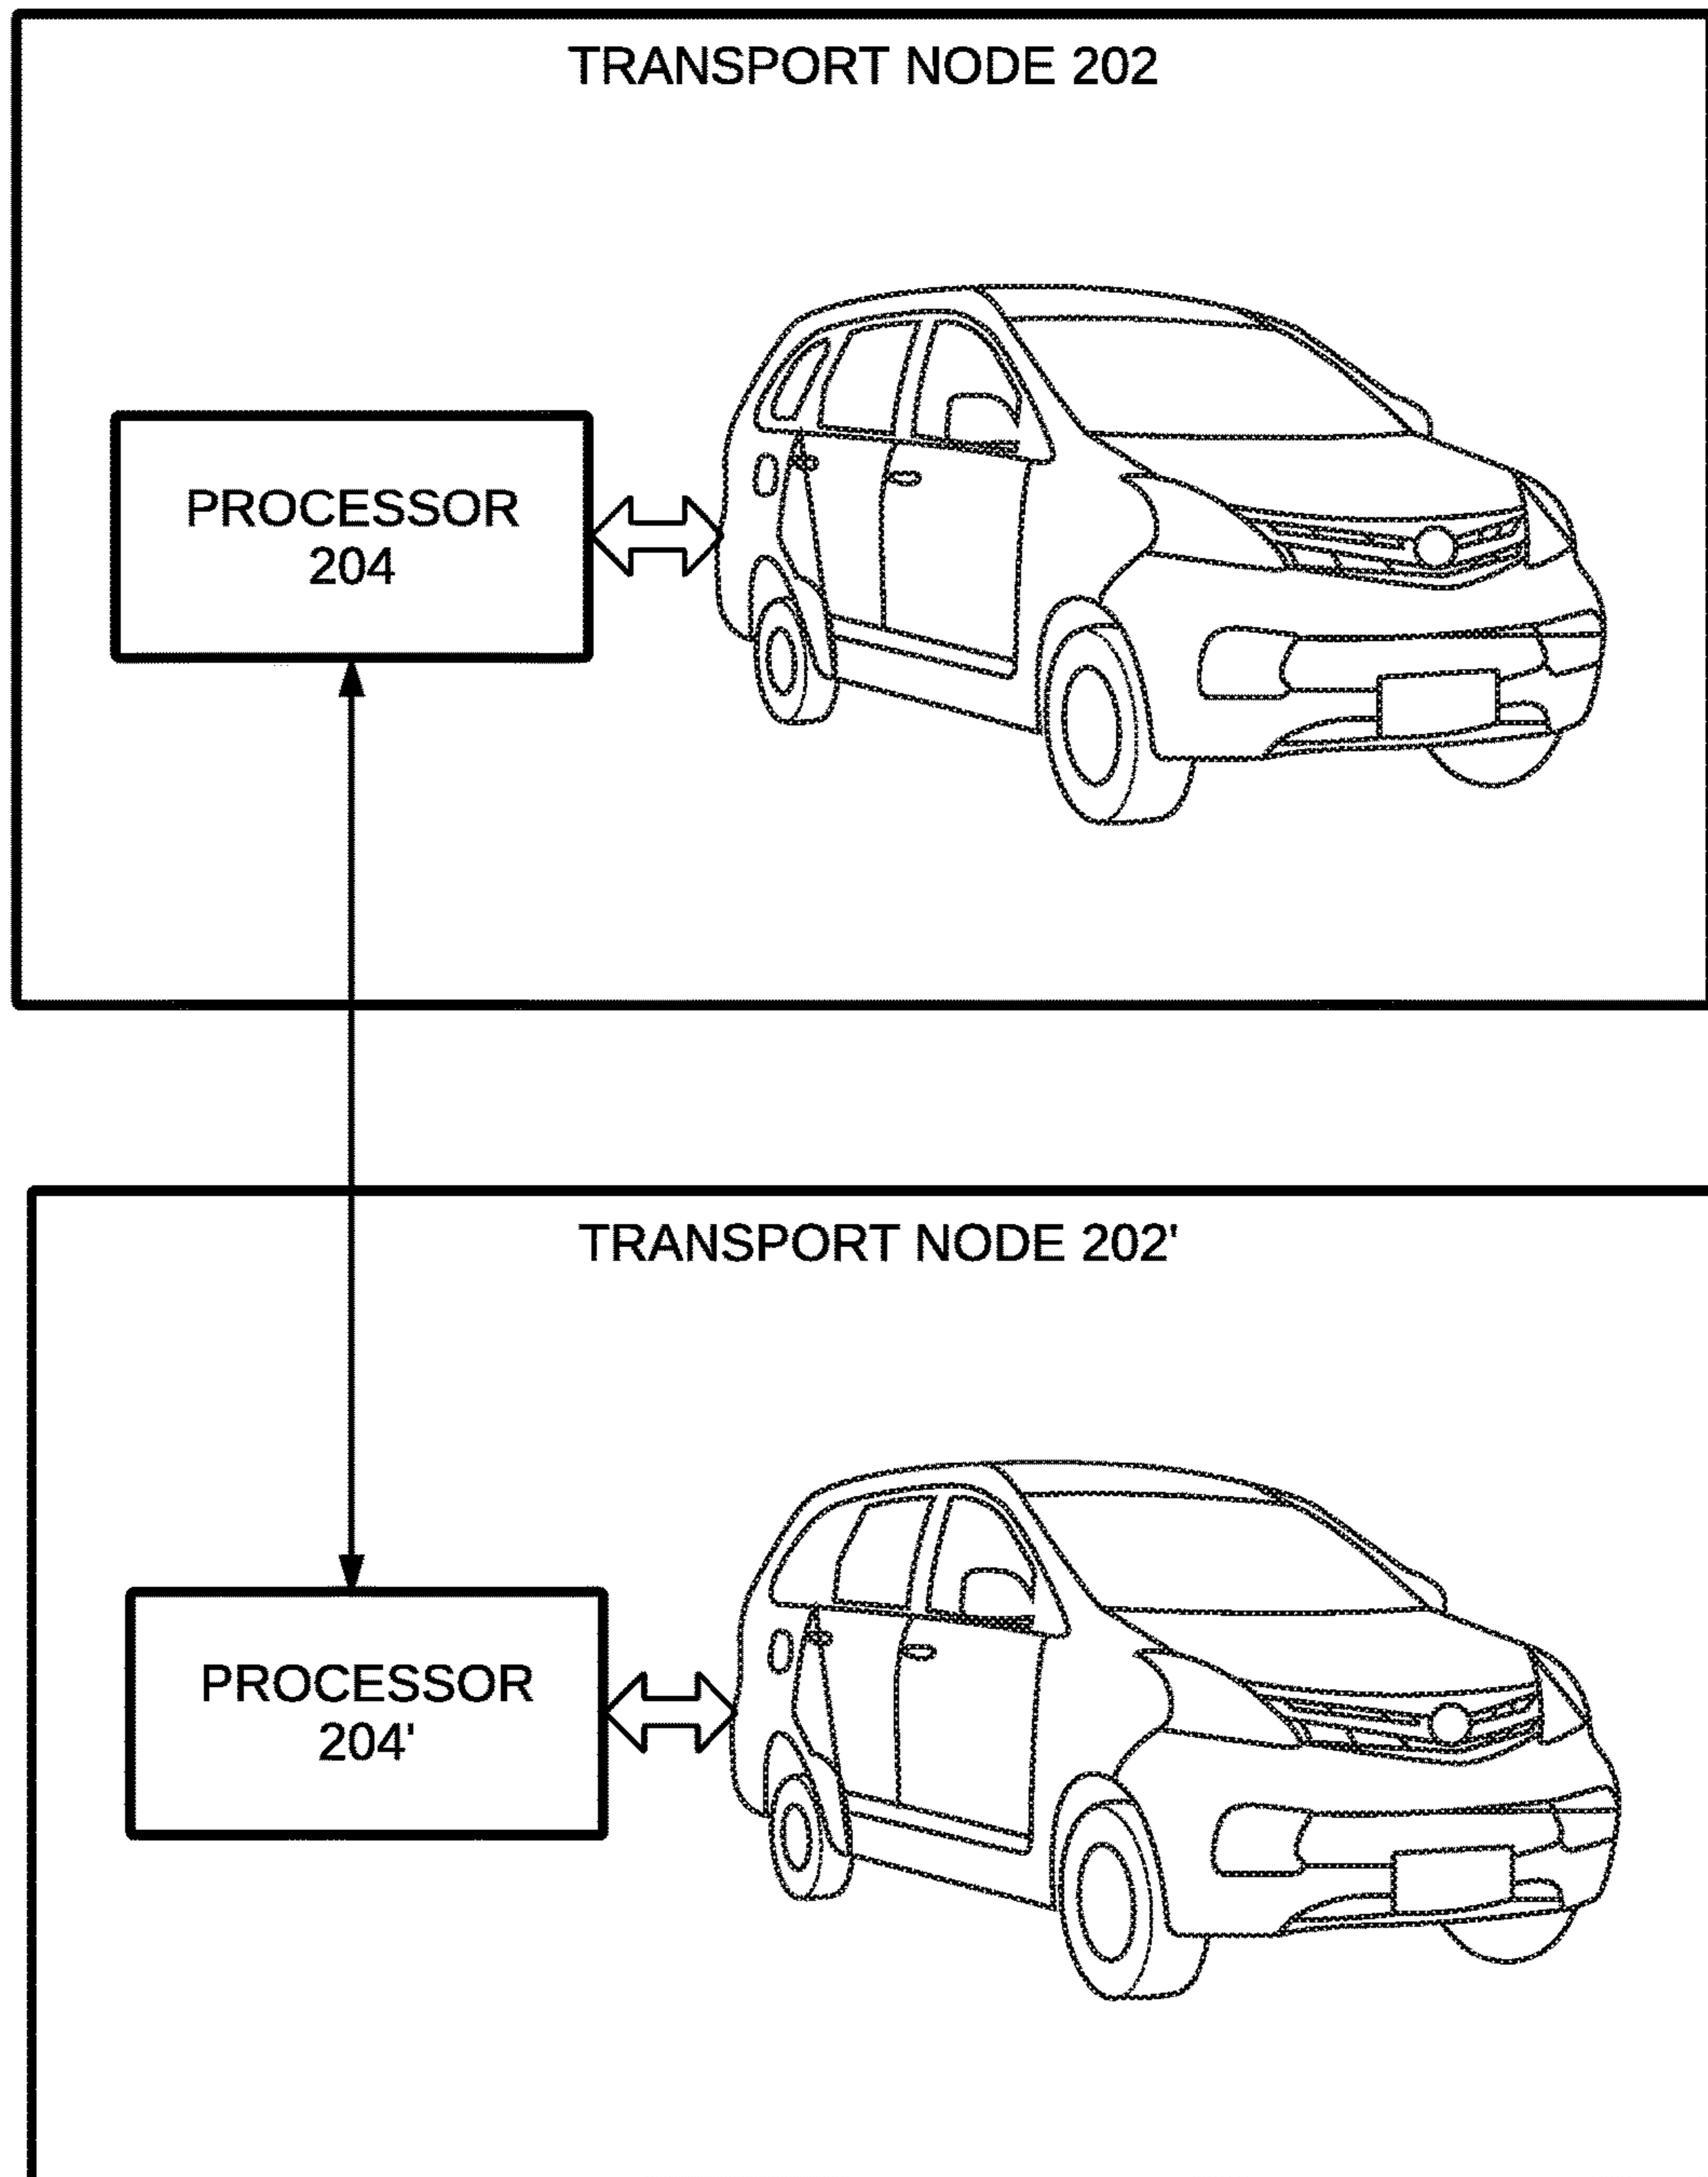 TRANSPORT NODE 202
PROCESSOR
204
TRANSPORT NODE 202'
PROCESSOR
204'